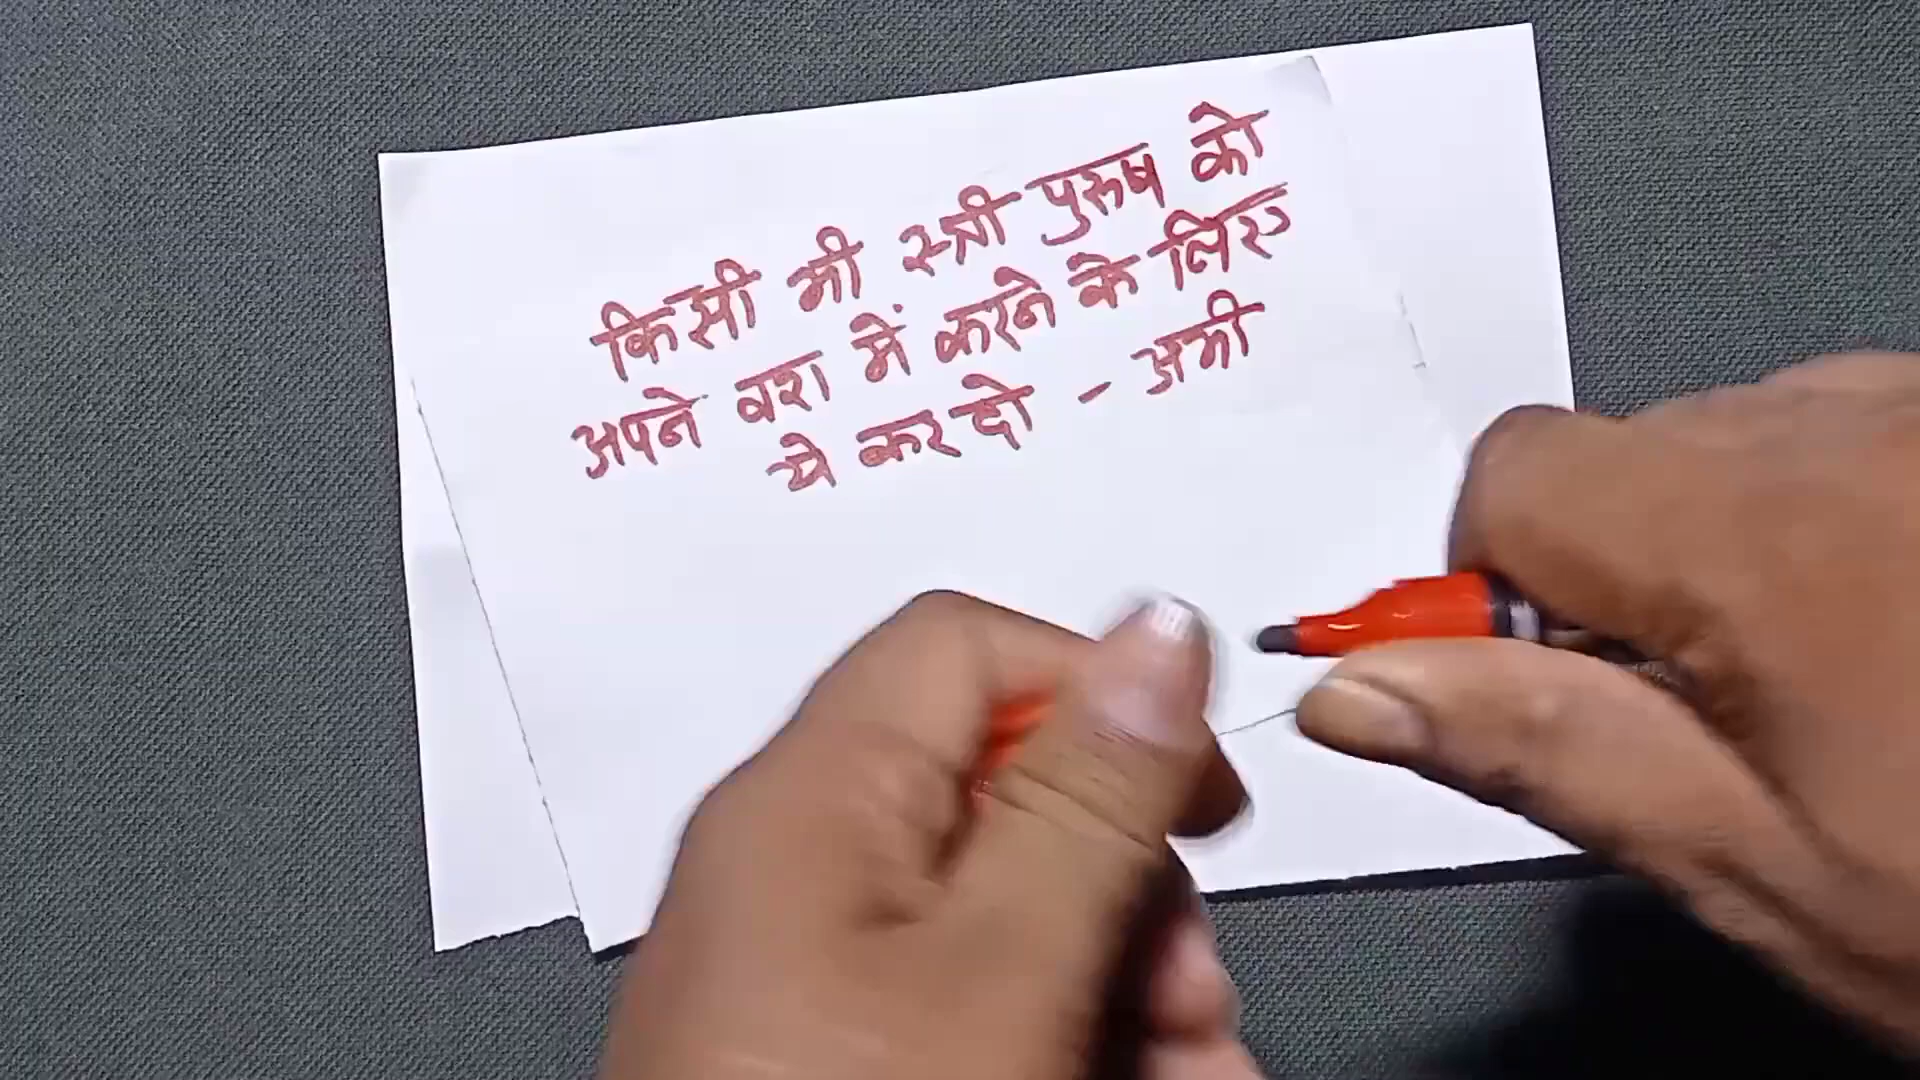 किसी भी स्त्री पुरूष को
अपने वश में करने के लिए
ये कर दो - अभी